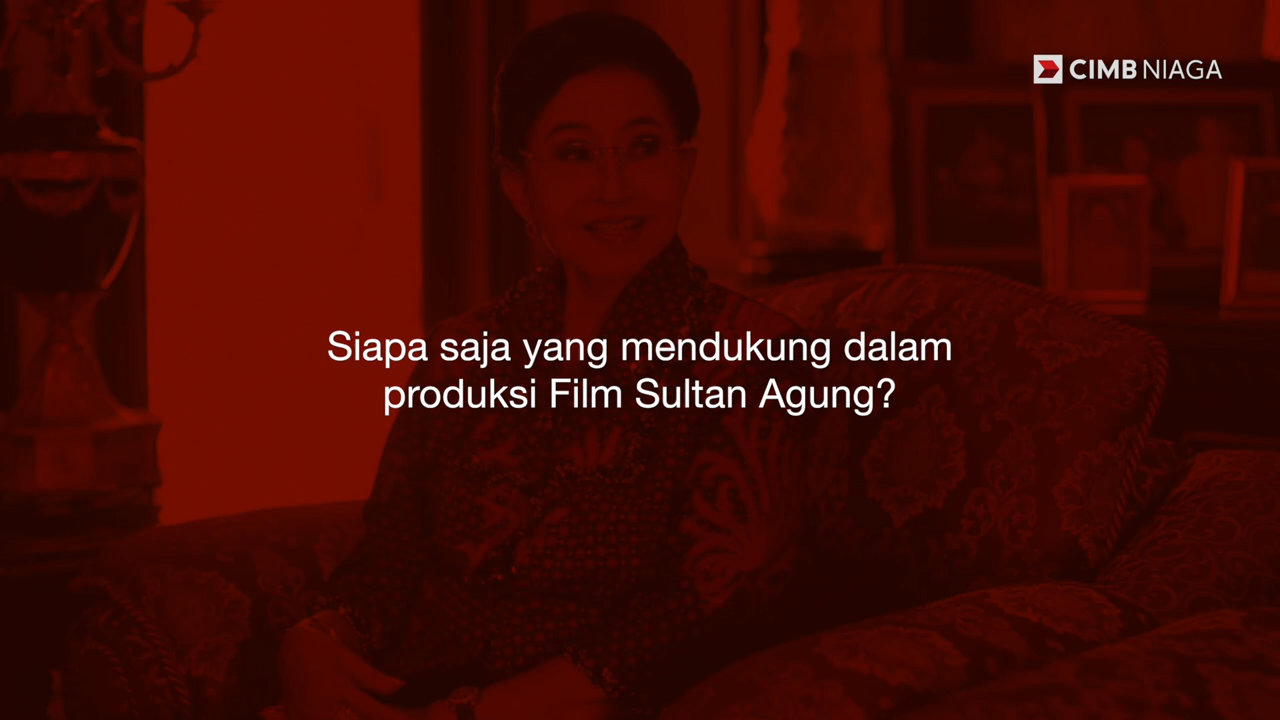 CIMB NIAGA
Siapa saja yang mendukung dalam
produksi Film Sultan Agung?